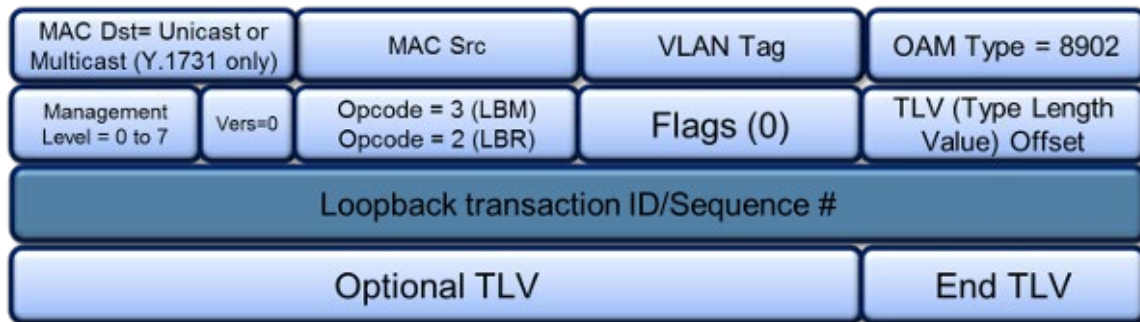 MAC Dst= Unicast or
Multicast (Y.1731 only)
MAC Src
VLAN Tag
OAM Type = 8902
Management
Level = 0 to 7
Vers=0
Opcode = 3 (LBM)
Opcode = 2 (LBR)
Flags (0)
TLV (Type Length
Value) Offset
Loopback transaction ID/Sequence #
Optional TLV
End TLV